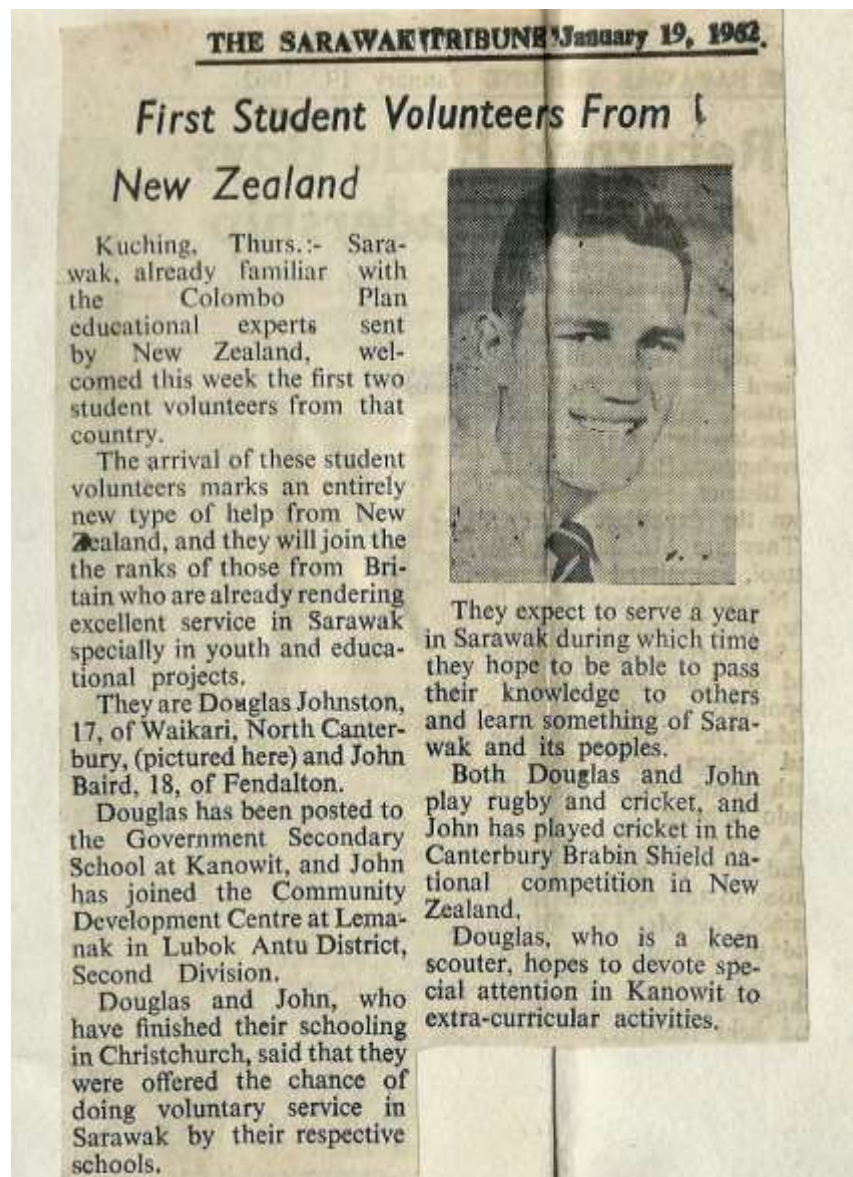 THE SARAWAK TRIBUNE January 19, 1962.
First Student Volunteers From
New Zealand
Kuching, Thurs.:- Sara-
wak, already familiar with
the Colombo Plan
educational experts sent
by New Zealand, wel-
comed this week the first two
student volunteers from that
country.
The arrival of these student
volunteers marks an entirely
new type of help from New
Zealand, and they will join the
the ranks of those from Bri-
tain who are already rendering
excellent service in Sarawak
specially in youth and educa-
tional projects.
They are Douglas Johnston,
17, of Waikari, North Canter-
bury, (pictured here) and John
Baird, 18, of Fendalton.
Douglas has been posted to
the Government Secondary
School at Kanowit, and John
has joined the Community
Development Centre at Lema-
nak in Lubok Antu District,
Second Division.
Douglas and John, who
have finished their schooling
in Christchurch, said that they
were offered the chance of
doing voluntary service in
Sarawak by their respective
schools.
They expect to serve a year
in Sarawak during which time
they hope to be able to pass
their knowledge to others
and learn something of Sara-
wak and its peoples.
Both Douglas and John
play rugby and cricket, and
John has played cricket in the
Canterbury Brabin Shield na-
tional competition in New
Zealand.
Douglas, who is a keen
scouter, hopes to devote spe-
cial attention in Kanowit to
extra-curricular activities.